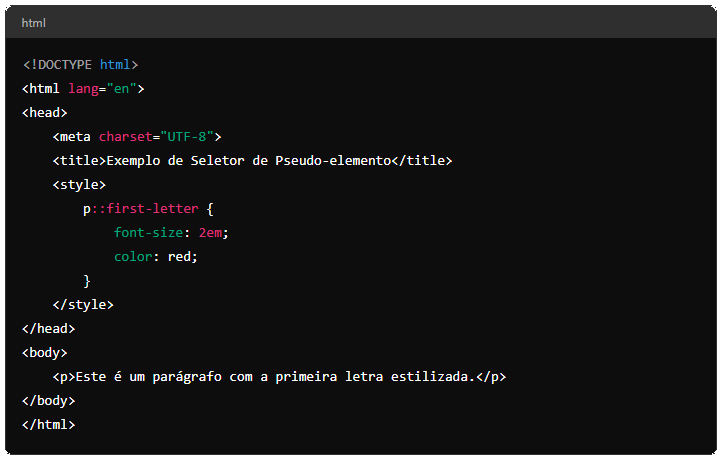 html
<!DOCTYPE html>
<html lang="en">
<head>
    <meta charset="UTF-8">
    <title>Exemplo de Seletor de Pseudo-elemento</title>
    <style>
        p::first-letter {
            font-size: 2em;
            color: red;
        }
    </style>
</head>
<body>
    <p>Este é um parágrafo com a primeira letra estilizada.</p>
</body>
</html>